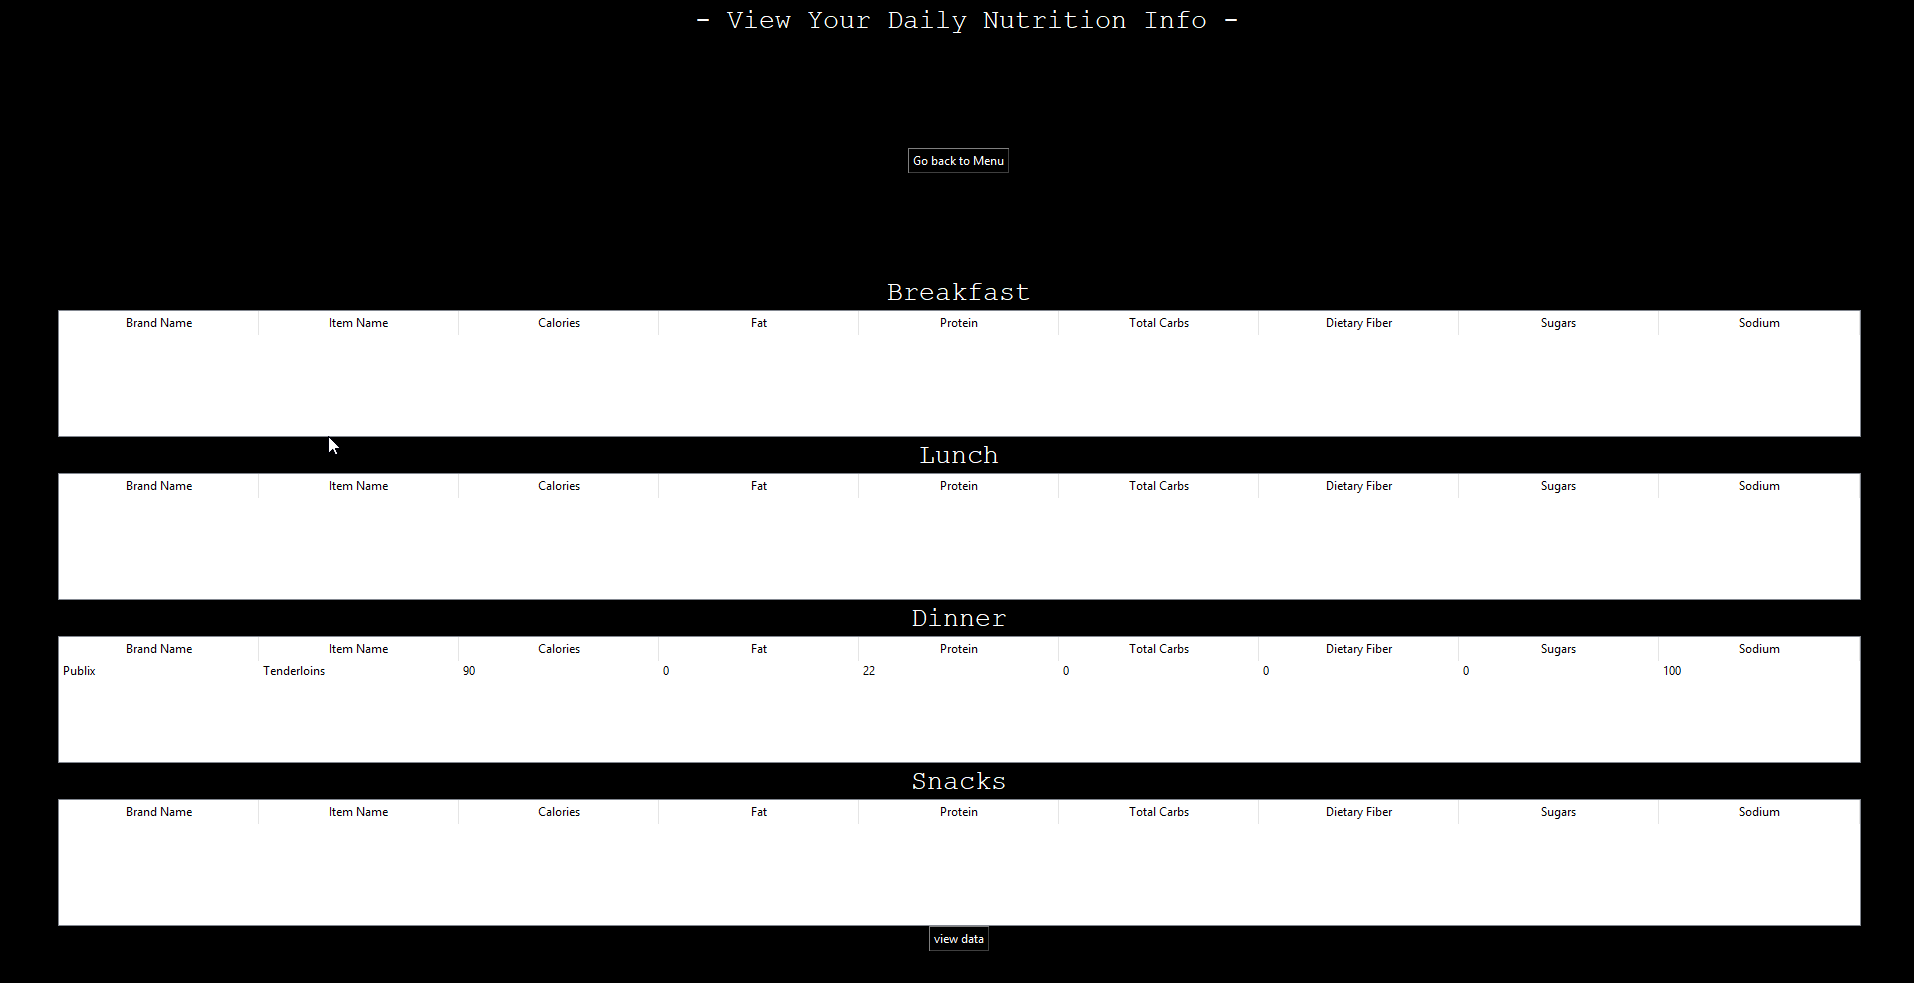 - View Your Daily Nutrition Info -
Go back to Menu
Breakfast
Brand Name Item Name Calories Fat Protein Total Carbs Dietary Fiber Sugars Sodium
Lunch
Brand Name Item Name Calories Fat Protein Total Carbs Dietary Fiber Sugars Sodium
Dinner
Brand Name Item Name Calories Fat Protein Total Carbs Dietary Fiber Sugars Sodium
Publix Tenderloins 90 0 22 0 0 0 100
Snacks
Brand Name Item Name Calories Fat Protein Total Carbs Dietary Fiber Sugars Sodium
view data